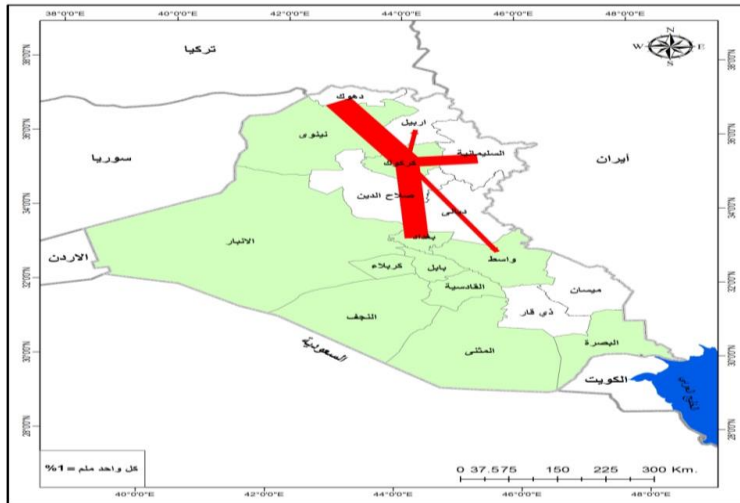 38°0'0"E 40°0'0"E 42°0'0"E 44°0'0"E 46°0'0"E 48°0'0"E
N
W E
S
تركيا
سوريا
أيران
الاردن
السعودية
الكويت
الخليج العربي
دهوك
نينوى
اربيل
السليمانية
كركوك
صلاح الدين
ديالى
بغداد
الانبار
واسط
بابل
كربلاء
القادسية
ميسان
ذي قار
النجف
المثنى
البصرة
كل واحد ملم =1%
0 37.575 150 225 300 Km.
40°0'0"E 42°0'0"E 44°0'0"E 46°0'0"E 48°0'0"E